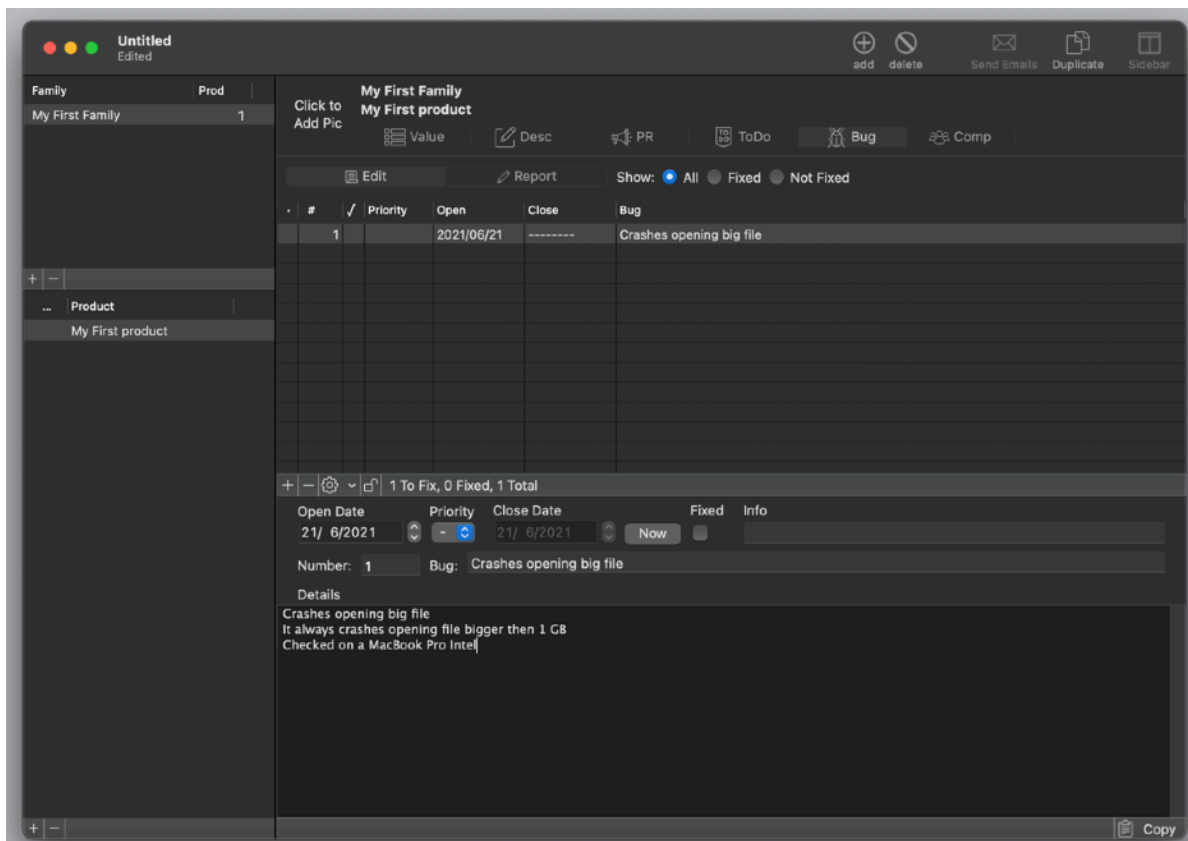 Untitled
Edited
add delete Send Emails Duplicate Sidebar
Family Prod
My First Family 1
... Product
My First product
Click to
Add Pic
My First Family
My First product
Value Desc PR ToDo Bug Comp
Edit Report Show: All Fixed Not Fixed
· # √ Priority Open Close Bug
1 2021/06/21 -------- Crashes opening big file
1 To Fix, 0 Fixed, 1 Total
Open Date Priority Close Date Fixed Info
21/ 6/2021 - 21/ 6/2021 Now
Number: 1 Bug: Crashes opening big file
Details
Crashes opening big file
It always crashes opening file bigger then 1 GB
Checked on a MacBook Pro Intel
Copy